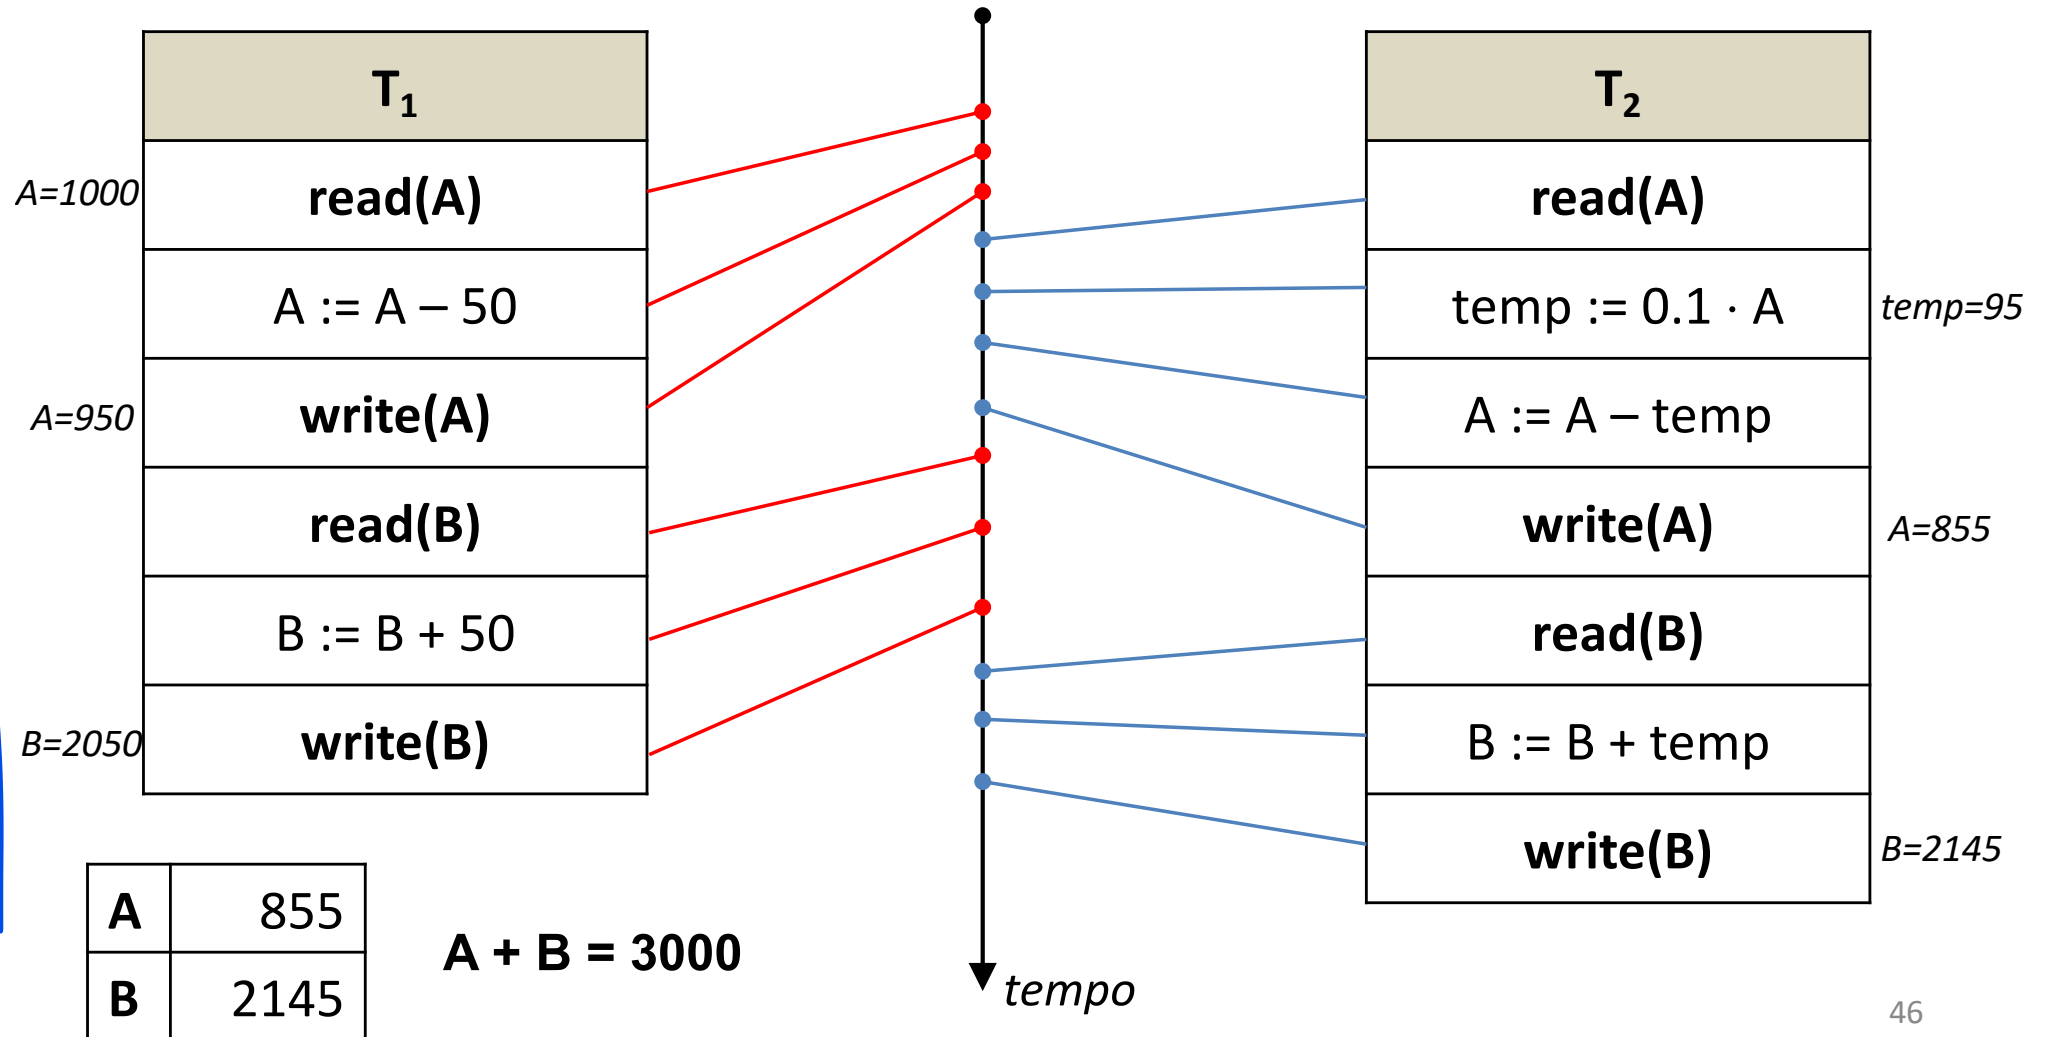 T₁
A=1000
read(A)
A := A – 50
A=950
write(A)
read(B)
B := B + 50
B=2050
write(B)
T₂
read(A)
temp := 0.1 · A
temp=95
A := A – temp
write(A)
A=855
read(B)
B := B + temp
write(B)
B=2145
A 855
B 2145
A + B = 3000
tempo
46